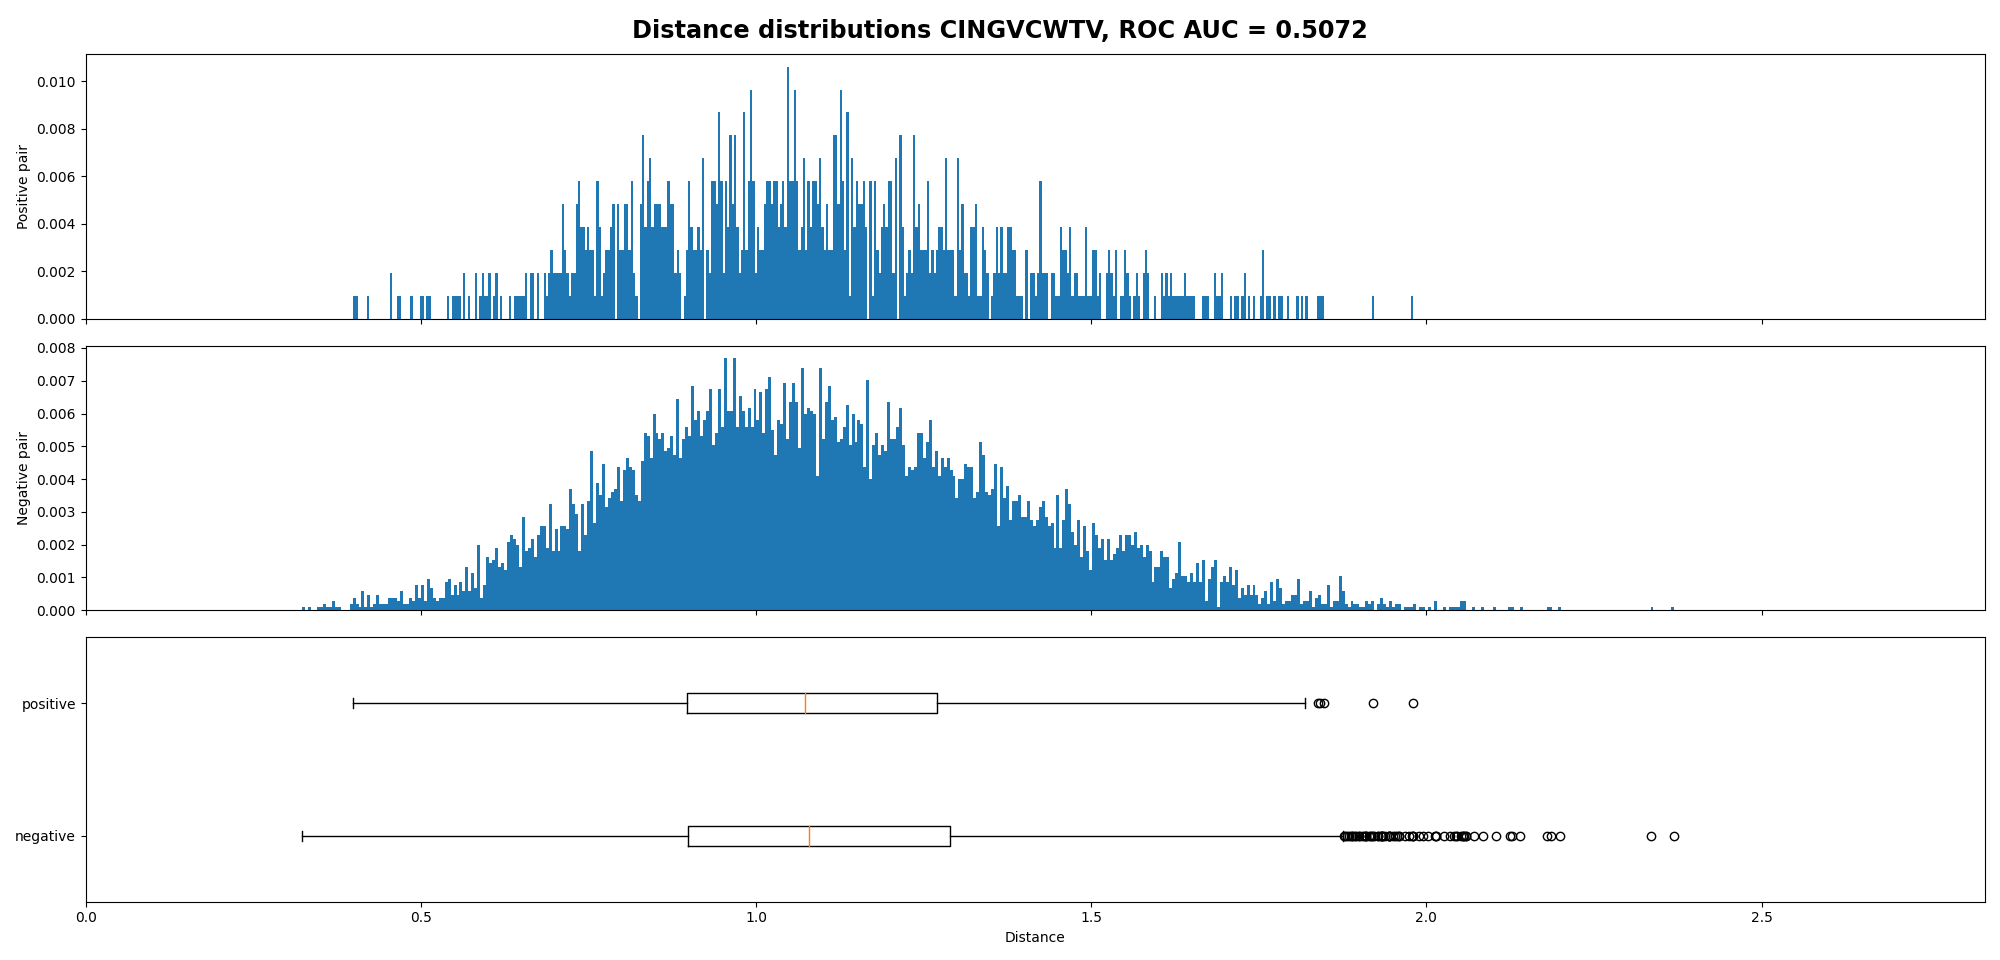 Distance distributions CINGVCWTV, ROC AUC = 0.5072
0.010
0.008
0.006
0.004
0.002
0.000
Positive pair
0.008
0.007
0.006
0.005
0.004
0.003
0.002
0.001
0.000
Negative pair
positive
negative
0.0 0.5 1.0 1.5 2.0 2.5
Distance